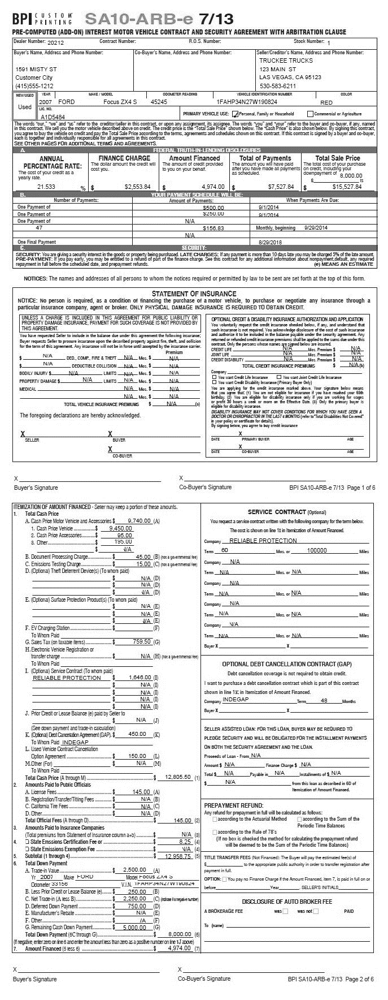 BPI CUSTOM PRINTING SA10-ARB-e 7/13
PRE-COMPUTED (ADD-ON) INTEREST MOTOR VEHICLE CONTRACT AND SECURITY AGREEMENT WITH ARBITRATION CLAUSE
Dealer Number: 20212 Contract Number: R.O.S. Number: Stock Number: 1
Buyer's Name, Address and Phone Number: Co-Buyer's Name, Address and Phone Number: Seller/Creditor's Name, Address and Phone Number:
TRUCKEE TRUCKS
1591 MISTY ST 123 MAIN ST
Customer City LAS VEGAS, CA 95123
(415)555-1212 530-583-6211
NEW/USED YEAR MAKE / MODEL ODOMETER READING VEHICLE IDENTIFICATION NUMBER COLOR
Used 2007 FORD Focus ZX4 S 45245 1FAHP34N27W190824 RED
LIC. NO.
A1D5484 PRIMARY VEHICLE USE: Personal, Family or Household Commercial or Agriculture
The words "our," "we" and "us" refer to the creditor/seller in this contract, or upon any assignment, its assignee. The words "you" and "your" refer to the buyer and co-buyer, if any, named
in this contract. We sell you the motor vehicle described above on credit. The credit price is the "Total Sale Price" shown below. The "Cash Price" is also shown below. By signing this contract,
you agree to buy the vehicle on credit and pay the Total Sale Price according to the terms, agreements and schedules shown on this contract. If this contract is signed by a buyer and co-buyer,
each is together and individually responsible for all agreements in this contract.
SEE OTHER PAGES FOR ADDITIONAL TERMS AND AGREEMENTS.
A. FEDERAL TRUTH-IN-LENDING DISCLOSURES
ANNUAL PERCENTAGE RATE:
The cost of your credit as a yearly rate.
21.533 %
FINANCE CHARGE
The dollar amount the credit will cost you.
$ $2,553.84
Amount Financed
The amount of credit provided to you on your behalf.
$ 4,974.00
Total of Payments
The amount you will have paid after you have made all payments as scheduled.
$ $7,527.84
Total Sale Price
The total cost of your purchase on credit, including your downpayment of
$ 8,000.00 is
$ $15,527.84
B. YOUR PAYMENT SCHEDULE WILL BE:
Number of Payments: Amount of Payments: When Payments Are Due:
One Payment of $500.00 9/1/2014
One Payment of $250.00 9/1/2014
One Payment of N/A
47 $156.83 Monthly, beginning 9/29/2014
N/A
One Final Payment 8/29/2018
C. SECURITY:
SECURITY: You are giving a security interest in the goods or property being purchased. LATE CHARGES: If any payment is more than 10 days late you may be charged 5% of the late amount.
PRE-PAYMENT: If you pay early, you may be entitled to a refund of part of the finance charge. See this contract for any additional information about nonpayment,default, any required
repayment in full before the scheduled date, and prepayment refunds. (e) MEANS AN ESTIMATE
NOTICES: The names and addresses of all persons to whom the notices required or permitted by law to be sent are set forth at the top of this form.
STATEMENT OF INSURANCE
NOTICE: No person is required, as a condition of financing the purchase of a motor vehicle, to purchase or negotiate any insurance through a
particular insurance company, agent or broker. ONLY PHYSICAL DAMAGE INSURANCE IS REQUIRED TO OBTAIN CREDIT.
UNLESS A CHARGE IS INCLUDED IN THIS AGREEMENT FOR PUBLIC LIABILITY OR
PROPERTY DAMAGE INSURANCE, PAYMENT FOR SUCH COVERAGE IS NOT PROVIDED BY
THIS AGREEMENT.
You have requested Seller to include in the balance due under this agreement the following insurance;
Buyer requests Seller to procure insurance upon the described property against fire, theft, and collision
for the term of agreement. Any insurance will not be in force until accepted by the insurance carrier.
Premium
$ N/A DED., COMP., FIRE & THEFT N/A Mos. $ N/A
$ N/A DEDUCTIBLE COLLISION N/A Mos. $ N/A
BODILY INJURY $ N/A LIMITS N/A Mos. $ N/A
PROPERTY DAMAGE $ N/A LIMITS N/A Mos. $ N/A
MEDICAL N/A Mos. $ N/A
N/A Mos. $ N/A
TOTAL VEHICLE INSURANCE PREMIUMS $ N/A (a)
The foregoing declarations are hereby acknowledged.
X X
SELLER BUYER
X
CO-BUYER
OPTIONAL CREDIT & DISABILITY INSURANCE AUTHORIZATION AND APPLICATION
You voluntarily request the credit insurance checked below, if any, and understand
that such insurance is not required. You acknowledge disclosure of the cost of such insurance
and authorize it to be included in the balance payable under the security agreement. Any
returned or refunded credit insurance premiums shall be applied to the sums due under this
contract. Only the persons whose names are signed below are insured.
CREDIT LIFE N/A Mos. Premium $ N/A
JOINT LIFE N/A Mos. Premium $ N/A
CREDIT DISABILITY N/A Mos. Premium $ N/A
TOTAL CREDIT INSURANCE PREMIUMS $ N/A (b)
Company
You want Credit Life Insurance You want Joint Credit Life Insurance
You want Credit Disability Insurance (Primary Buyer Only)
You are applying for the credit insurance marked above. Your signature below means
that you agree that: (1) You are not eligible for insurance if you have reached your 65th
birthday. (2) You are eligible for disability insurance only if you are working for wages
or profit 30 hours a week or more on the Effective Date. (3) Only the primary buyer is
eligible for disability insurance.
DISABILITY INSURANCE MAY NOT COVER CONDITIONS FOR WHICH YOU HAVE SEEN A
DOCTOR OR CHIROPRACTOR IN THE LAST 6 MONTHS (refer to "Total Disabilities Not Covered"
in your policy or certificate for details).
By signing below, you agree to buy credit insurance
X
DATE PRIMARY BUYER AGE
X
DATE CO-BUYER AGE
X X
Buyer's Signature Co-Buyer's Signature BPI SA10-ARB-e 7/13 Page 1 of 6
ITEMIZATION OF AMOUNT FINANCED - Seller may keep a portion of these amounts.
1. Total Cash Price
A. Cash Price Motor Vehicle and Accessories $ 9,740.00 (A)
1. Cash Price Vehicle $ 9,450.00
2. Cash Price Accessories $ 95.00
3. Other $ 195.00
$ N/A
B. Document Processing Charge $ 45.00 (B) (not a governmental fee)
C. Emissions Testing Charge $ 15.00 (C) (not a governmental fee)
D. (Optional) Theft Deterrent Device(s) (To whom paid)
$ N/A (D)
$ N/A (D)
$ N/A (D)
E. (Optional) Surface Protection Product(s) (To whom paid)
$ N/A (E)
$ N/A (E)
$ N/A (E)
F. EV Charging Station $ (F)
To Whom Paid
G. Sales Tax (on taxable items) $ 759.50 (G)
H. Electronic Vehicle Registration or
transfer charge $ N/A (H) (not a governmental fee)
To Whom Paid
I. (Optional) Service Contract (To whom paid)
RELIABLE PROTECTION $ 1,646.00 (I)
$ N/A (I)
$ N/A (I)
$ N/A (I)
$ N/A (I)
J. Prior Credit or Lease Balance (e) paid by Seller to
$ N/A (J)
(See down payment and trade-in calculation)
K. (Optional) Debt Cancellation Agreement (GAP) $ 450.00 (K)
To Whom Paid INDEGAP
L. Used Vehicle Contract Cancellation
Option Agreement $ 150.00 (L)
M. Other (For) $ N/A (M)
To Whom Paid
Total Cash Price (A through M) $ 12,805.50 (1)
2. Amounts Paid to Public Officials
A. License Fees $ 145.00 (A)
B. Registration/Transfer/Titling Fees $ N/A (B)
C. California Tire Fees $ N/A (C)
D. Other $ N/A (D)
Total Official Fees (A through D) $ 145.00 (2)
3. Amounts Paid to Insurance Companies
(Total premiums from Statement of Insurance column a+b) $ N/A (3)
4. State Emissions Certification Fee or $ 8.25 (4)
State Emissions Exemption Fee $ N/A (4)
5. Subtotal (1 through 4) $ 12,958.75 (5)
6. Total Down Payment
A. Trade-in Value $ 2,500.00 (A)
Yr 2007 Make FORD Model Focus ZX4 S
Odometer 33156 V.I.N. 1FAHP34N27W190824
B. Less Prior Credit or Lease Balance (e) $ 250.00 (B)
C. Net Trade-in (A less B) $ 2,250.00 (C) (indicate if a negative number)
D. Deferred Down Payment $ 750.00 (D)
E. Manufacturer's Rebate $ N/A (E)
F. Other $ /A (F)
G. Remaining Cash Down Payment $ 5,000.00 (G)
Total Down Payment (6C through G) $ 8,000.00 (6)
(If negative, enter zero on line 6 and enter the amount less than zero as a positive number on line 1J above)
7. Amount Financed (5 less 6) $ 4,974.00 (7)
SERVICE CONTRACT (Optional)
You request a service contract written with the following company for the term below.
The cost is shown on line 1I in Itemization of Amount Financed.
Company RELIABLE PROTECTION
Term 60 Mos. or 100000 Miles
Company N/A
Term N/A Mos. or N/A Miles
Company N/A
Term N/A Mos. or N/A Miles
Company N/A
Term N/A Mos. or N/A Miles
Company N/A
Term N/A Mos. or N/A Miles
Buyer X X
OPTIONAL DEBT CANCELLATION CONTRACT (GAP)
Debt cancellation coverage is not required to obtain credit.
I want to purchase a debt cancellation contract which is part of this contract
shown in line 1K in Itemization of Amount Financed.
Company INDEGAP Term 48 Months
Buyer X X
SELLER ASSISTED LOAN: FOR THIS LOAN, BUYER MAY BE REQUIRED TO
PLEDGE SECURITY AND WILL BE OBLIGATED FOR THE INSTALLMENT PAYMENTS
ON BOTH THE SECURITY AGREEMENT AND THE LOAN.
Proceeds of Loan - From N/A
Amount $ N/A Finance Charge $ N/A
Total $ N/A Payable in N/A Installments of $ N/A
$ N/A from this loan as described in 6D of
Itemization of Amount Financed.
PREPAYMENT REFUND:
Any refund for prepayment in full will be calculated as follows:
according to the Actuarial Method according to the Sum of the
Periodic Time Balances
according to the Rule of 78's
(If no box is checked the method for calculating the prepayment refund
will be deemed to be the Sum of the Periodic Time Balances)
TITLE TRANSFER FEES (Not Financed): The Buyer will pay the estimated fee(s) of
$ to the appropriate public authority in order to transfer registration after
payment in full.
OPTION: You pay no Finance Charge if the Amount Financed, item 7, is paid in full on or
before Year . SELLER'S INITIALS
DISCLOSURE OF AUTO BROKER FEE
A BROKERAGE FEE was was not PAID
To (name)
X X
Buyer's Signature Co-Buyer's Signature BPI SA10-ARB-e 7/13 Page 2 of 6